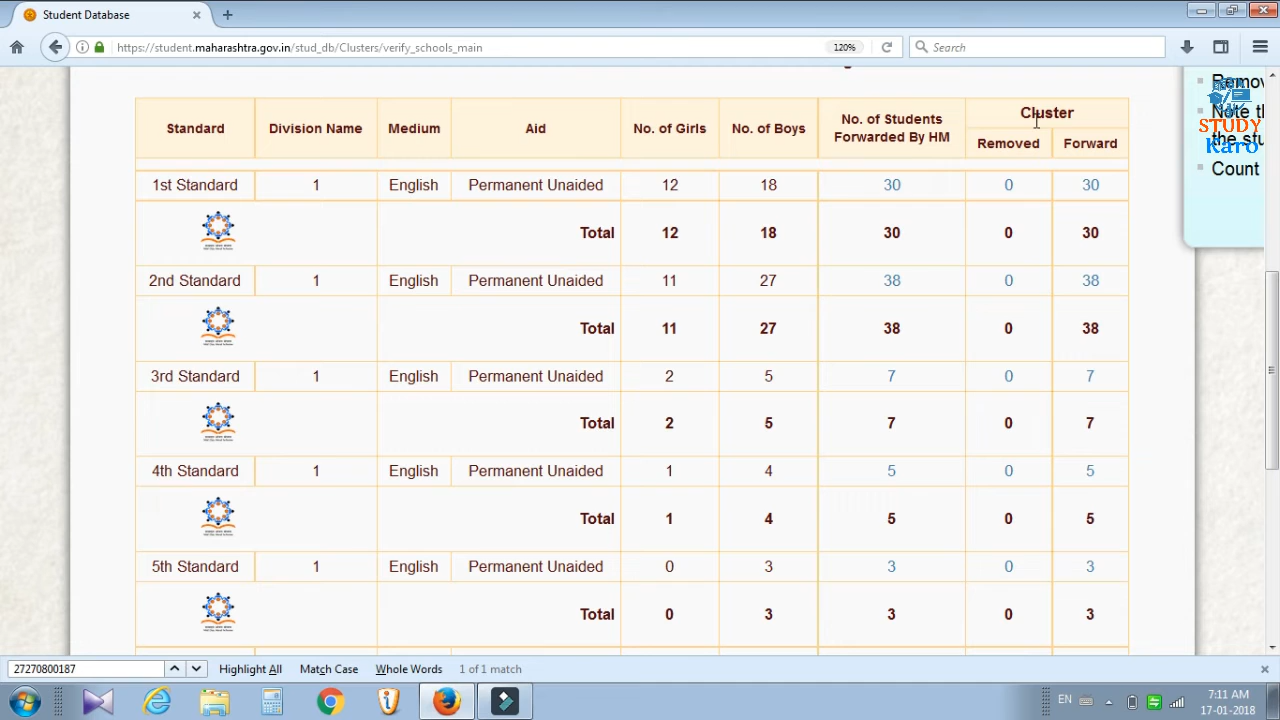 Student Database
https://student.maharashtra.gov.in/stud_db/Clusters/verify_schools_main
120%
Search
Remov
Note th
the stu
Count
STUDY
Karo
Standard Division Name Medium Aid No. of Girls No. of Boys No. of Students Forwarded By HM Cluster
Removed Forward
1st Standard 1 English Permanent Unaided 12 18 30 0 30
Total 12 18 30 0 30
2nd Standard 1 English Permanent Unaided 11 27 38 0 38
Total 11 27 38 0 38
3rd Standard 1 English Permanent Unaided 2 5 7 0 7
Total 2 5 7 0 7
4th Standard 1 English Permanent Unaided 1 4 5 0 5
Total 1 4 5 0 5
5th Standard 1 English Permanent Unaided 0 3 3 0 3
Total 0 3 3 0 3
27270800187 Highlight All Match Case Whole Words 1 of 1 match
EN 7:11 AM
17-01-2018